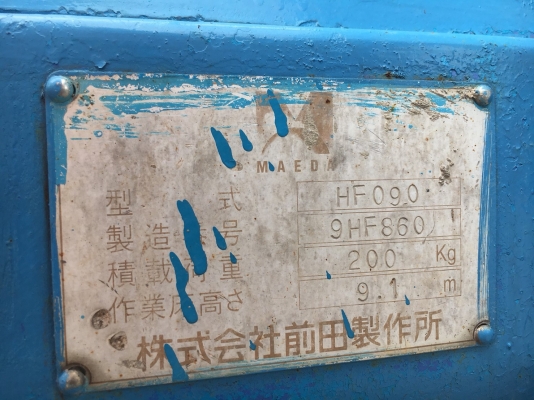 MAEDA
型式 HF090
製造番号 9HF860
積載荷重 200 Kg
作業床高さ 9.1 m
株式会社前田製作所